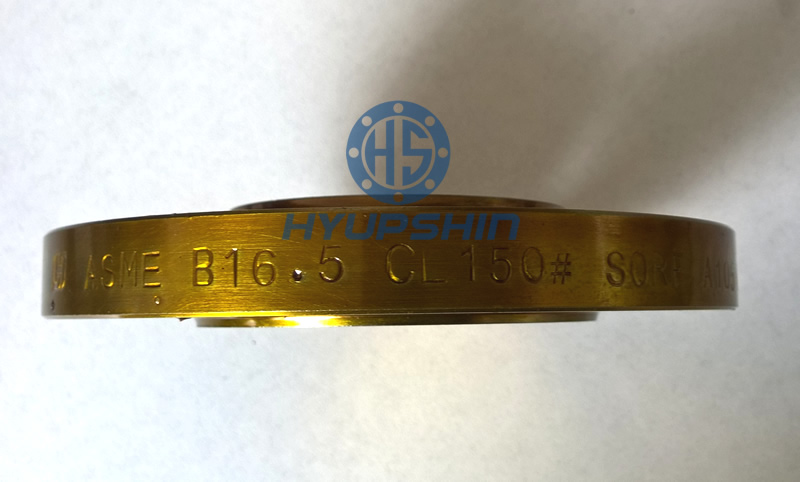 HS
HYUPSHIN
ASME B16.5 CL150# SORF